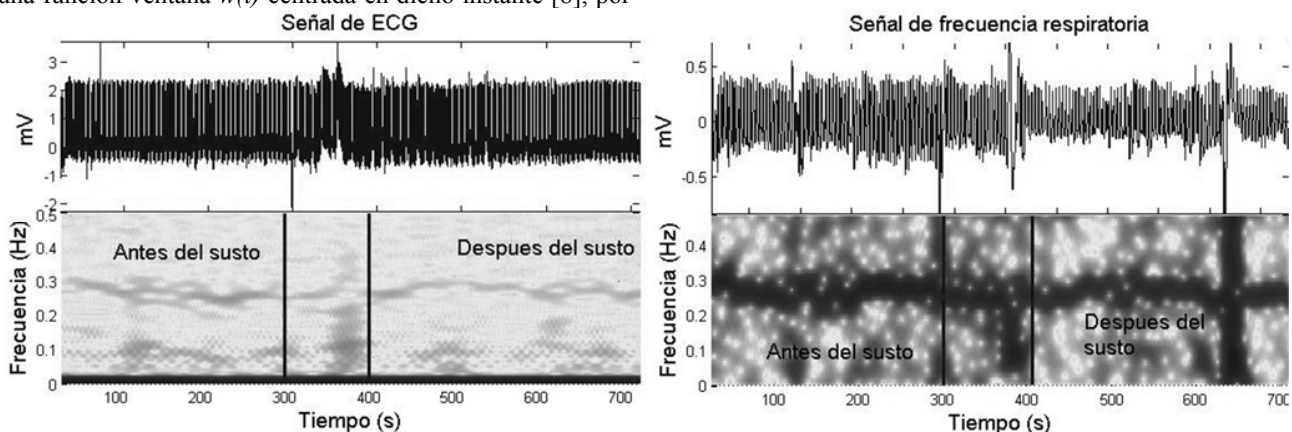 una función ventana w(t) centrada en dicho instante [6], por
Señal de ECG
3
2
1
0
-1
-2
mV
0.5
0.4
0.3
0.2
0.1
0
Frecuencia (Hz)
Antes del susto
Despues del susto
100 200 300 400 500 600 700
Tiempo (s)
Señal de frecuencia respiratoria
0.5
0
-0.5
mV
0.4
0.3
0.2
0.1
0
Frecuencia (Hz)
Antes del susto
Despues del
susto
100 200 300 400 500 600 700
Tiempo (s)